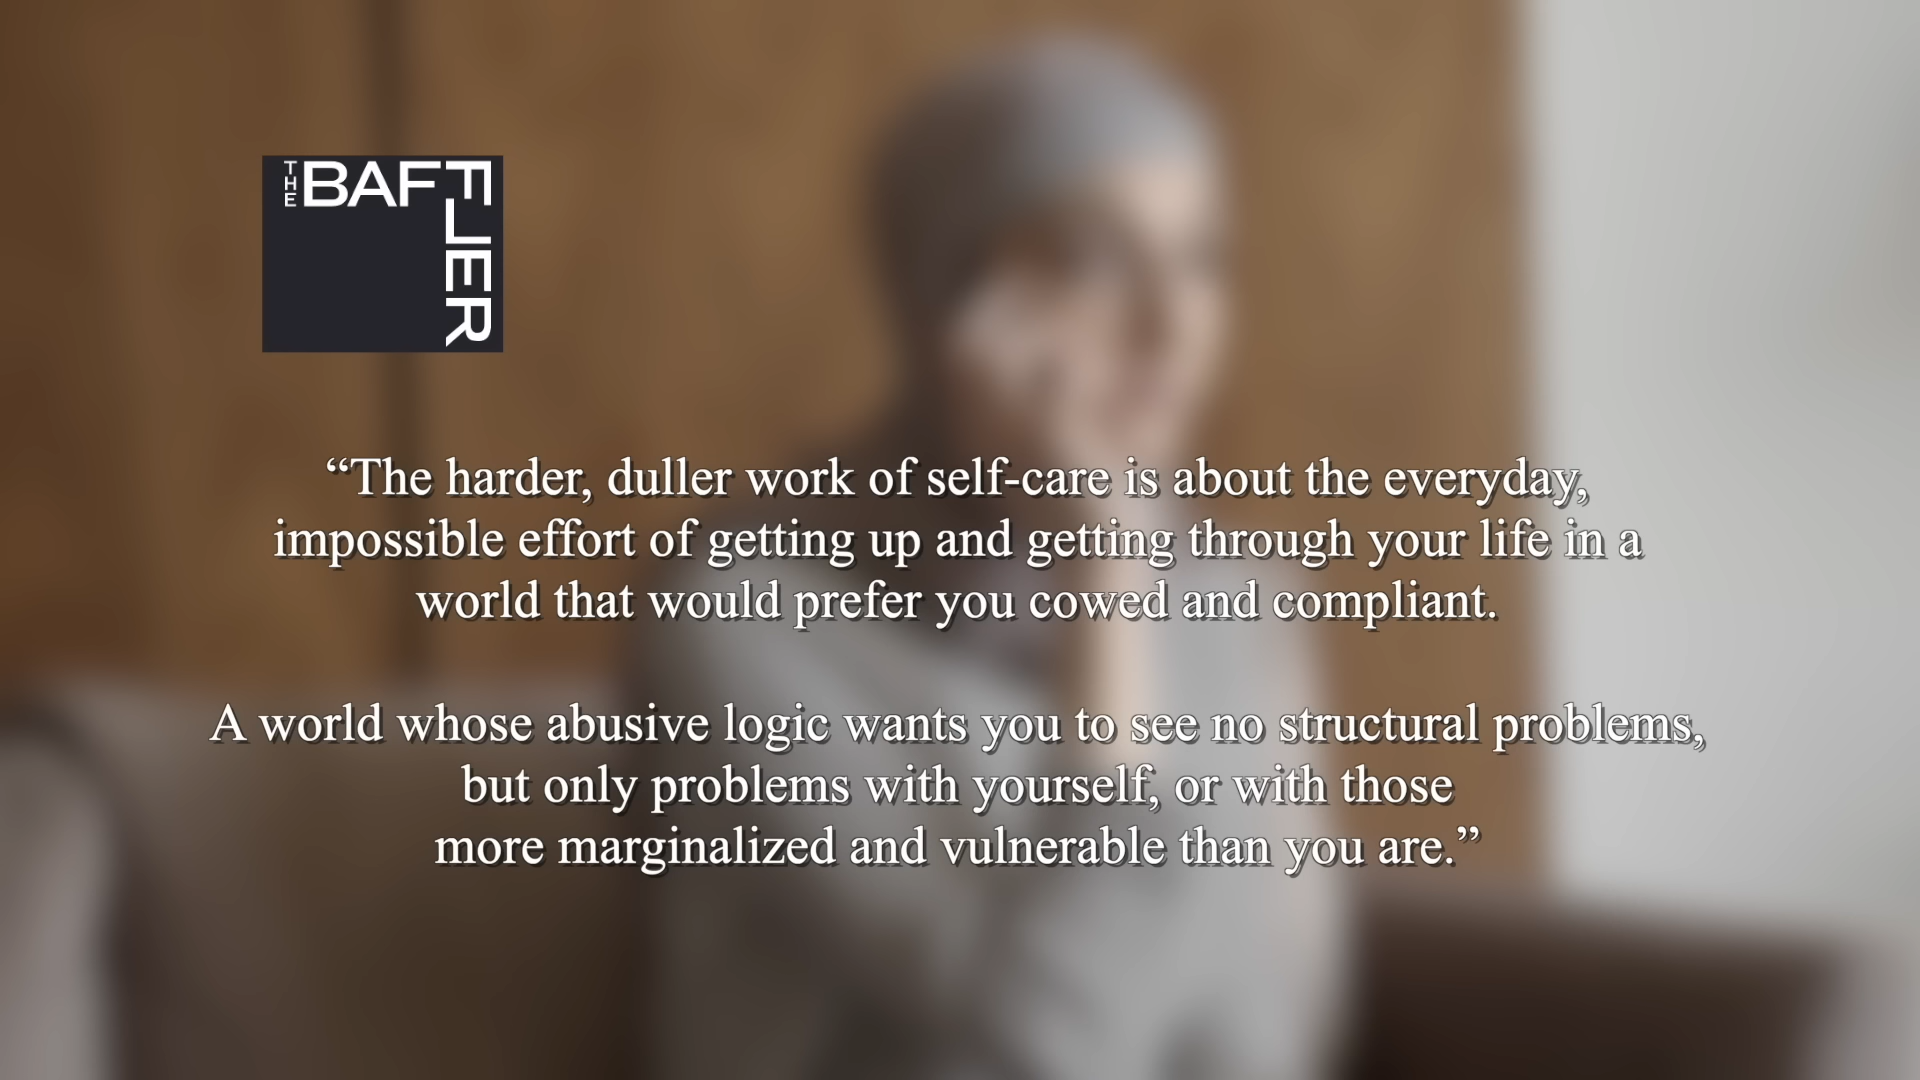 THE BAFFLER
“The harder, duller work of self-care is about the everyday,
impossible effort of getting up and getting through your life in a
world that would prefer you cowed and compliant.
A world whose abusive logic wants you to see no structural problems,
but only problems with yourself, or with those
more marginalized and vulnerable than you are.”